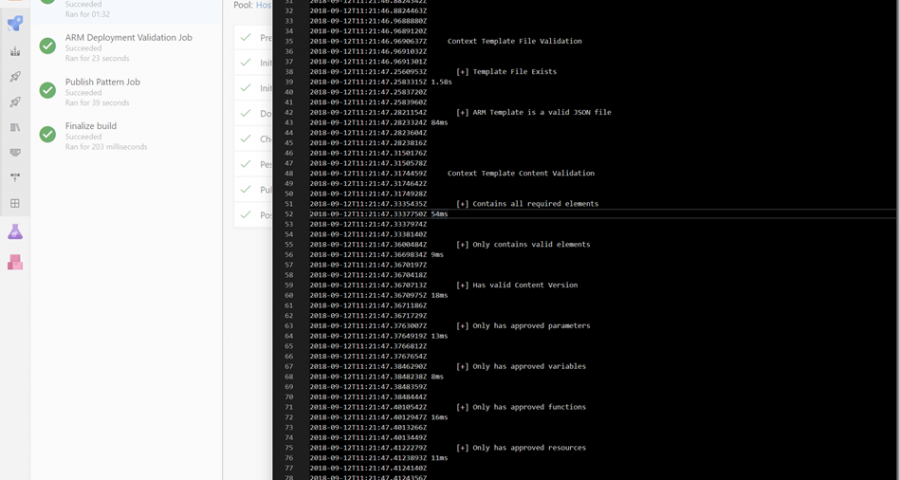 Succeeded
Ran for 01:32
ARM Deployment Validation Job
Succeeded
Ran for 23 seconds
Publish Pattern Job
Succeeded
Ran for 39 seconds
Finalize build
Succeeded
Ran for 203 milliseconds
Pool: Hos
Pre
Init
Init
Do
Che
Pes
Pul
Pos
31 2018-09-12T11:21:46.8824342Z
32 2018-09-12T11:21:46.8824463Z
33 2018-09-12T11:21:46.9688880Z
34 2018-09-12T11:21:46.9689120Z
35 2018-09-12T11:21:46.9690637Z Context Template File Validation
36 2018-09-12T11:21:46.9691032Z
37 2018-09-12T11:21:46.9691301Z
38 2018-09-12T11:21:47.2560953Z [+] Template File Exists
39 2018-09-12T11:21:47.2583315Z 1.58s
40 2018-09-12T11:21:47.2583720Z
41 2018-09-12T11:21:47.2583960Z
42 2018-09-12T11:21:47.2821154Z [+] ARM Template is a valid JSON file
43 2018-09-12T11:21:47.2823324Z 84ms
44 2018-09-12T11:21:47.2823604Z
45 2018-09-12T11:21:47.2823816Z
46 2018-09-12T11:21:47.3150176Z
47 2018-09-12T11:21:47.3150578Z
48 2018-09-12T11:21:47.3174459Z Context Template Content Validation
49 2018-09-12T11:21:47.3174642Z
50 2018-09-12T11:21:47.3174928Z
51 2018-09-12T11:21:47.3335435Z [+] Contains all required elements
52 2018-09-12T11:21:47.3337750Z 54ms
53 2018-09-12T11:21:47.3337974Z
54 2018-09-12T11:21:47.3338140Z
55 2018-09-12T11:21:47.3600484Z [+] Only contains valid elements
56 2018-09-12T11:21:47.3669834Z 9ms
57 2018-09-12T11:21:47.3670197Z
58 2018-09-12T11:21:47.3670418Z
59 2018-09-12T11:21:47.3670713Z [+] Has valid Content Version
60 2018-09-12T11:21:47.3670975Z 18ms
61 2018-09-12T11:21:47.3671186Z
62 2018-09-12T11:21:47.3671729Z
63 2018-09-12T11:21:47.3763007Z [+] Only has approved parameters
64 2018-09-12T11:21:47.3764919Z 13ms
65 2018-09-12T11:21:47.3766812Z
66 2018-09-12T11:21:47.3767654Z
67 2018-09-12T11:21:47.3846290Z [+] Only has approved variables
68 2018-09-12T11:21:47.3848238Z 8ms
69 2018-09-12T11:21:47.3848359Z
70 2018-09-12T11:21:47.3848444Z
71 2018-09-12T11:21:47.4010542Z [+] Only has approved functions
72 2018-09-12T11:21:47.4012947Z 16ms
73 2018-09-12T11:21:47.4013266Z
74 2018-09-12T11:21:47.4013449Z
75 2018-09-12T11:21:47.4122279Z [+] Only has approved resources
76 2018-09-12T11:21:47.4123893Z 11ms
77 2018-09-12T11:21:47.4124140Z
78 2018-09-12T11:21:47.4124356Z